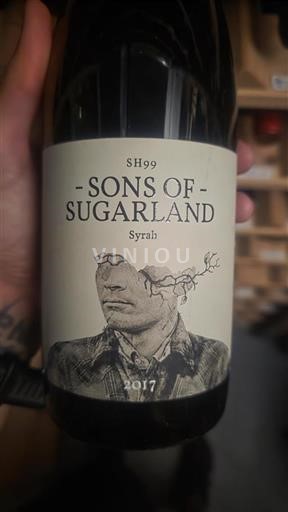 SH99
- SONS OF -
SUGARLAND
Syrah
VINIOU
2017